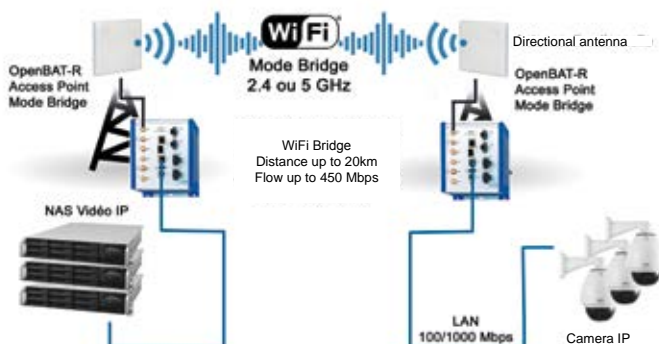 WiFi
Mode Bridge
2.4 ou 5 GHz
Directional antenna
OpenBAT-R
Access Point
Mode Bridge
OpenBAT-R
Access Point
Mode Bridge
WiFi Bridge
Distance up to 20km
Flow up to 450 Mbps
NAS Vidéo IP
LAN
100/1000 Mbps
Camera IP